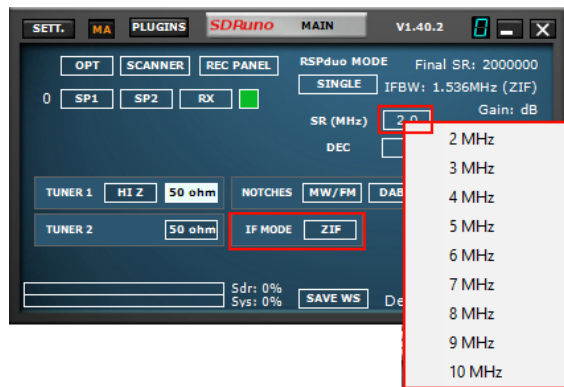 SETT. MA PLUGINS SDRuno MAIN V1.40.2
OPT SCANNER REC PANEL RSPduo MODE Final SR: 2000000
SINGLE IFBW: 1.536MHz (ZIF)
0 SP1 SP2 RX Gain: dB
SR (MHz) 2.0
DEC
2 MHz
3 MHz
4 MHz
5 MHz
6 MHz
7 MHz
8 MHz
9 MHz
10 MHz
TUNER 1 HI Z 50 ohm NOTCHES MW/FM DAB
TUNER 2 50 ohm IF MODE ZIF
Sdr: 0%
Sys: 0% SAVE WS De